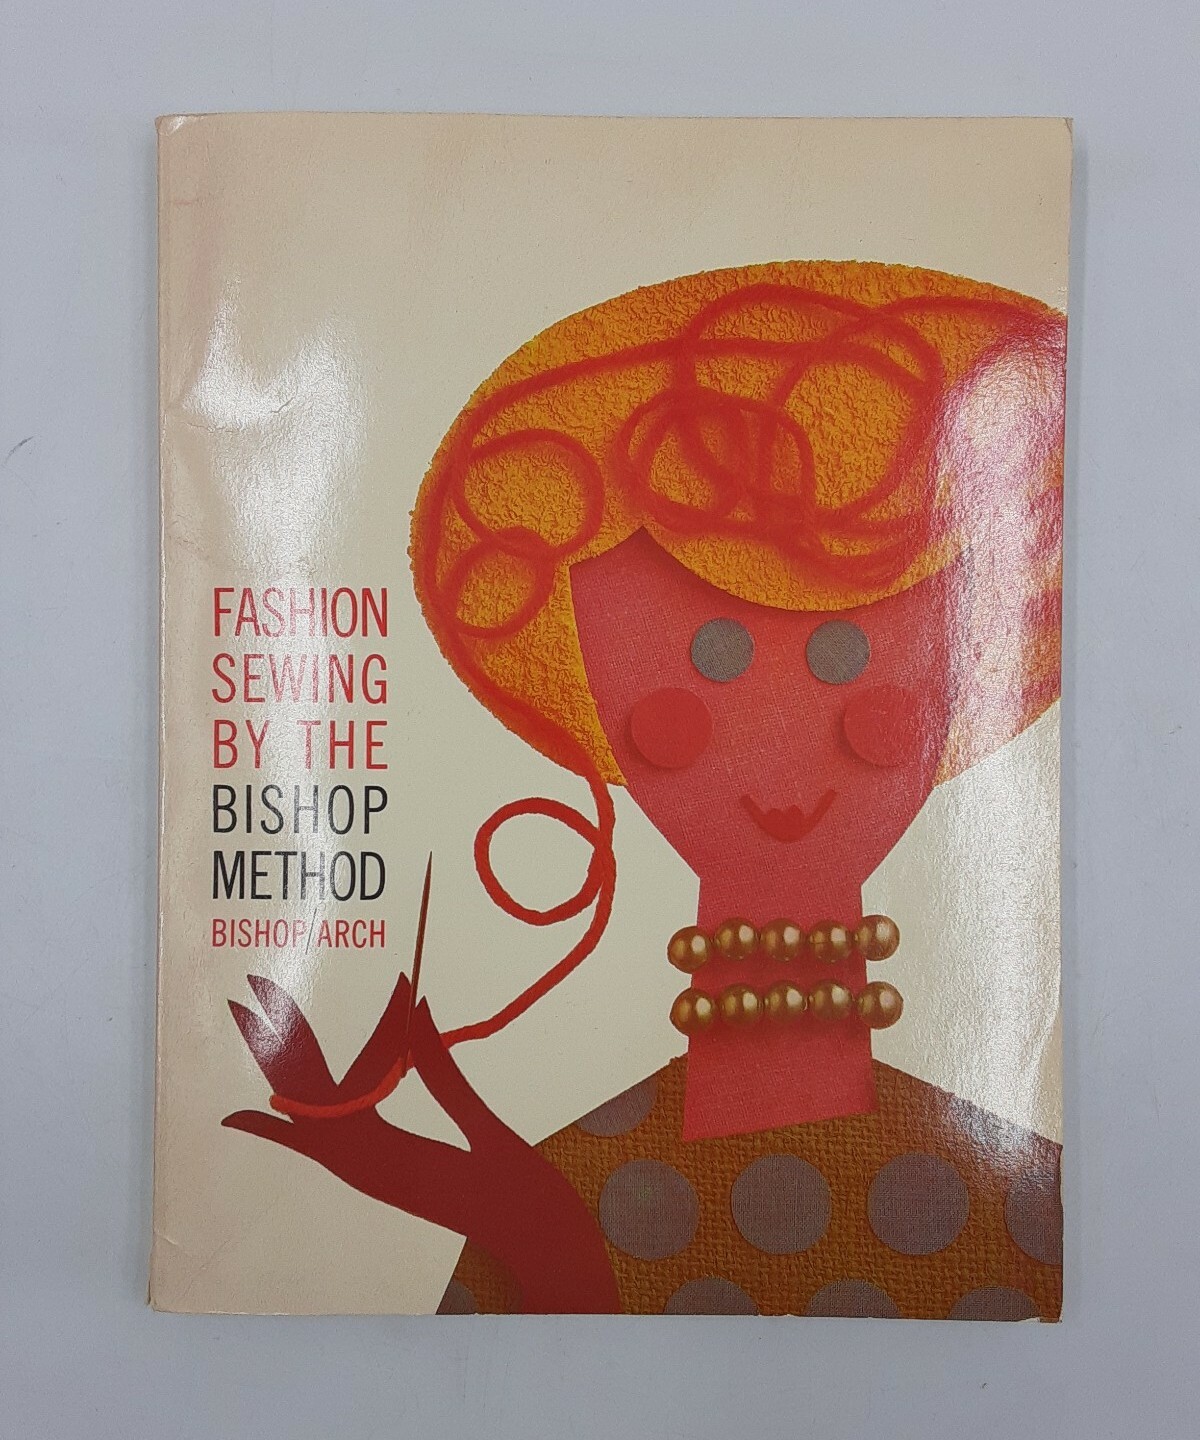 FASHION
SEWING
BY THE
BISHOP
METHOD
BISHOP/ARCH